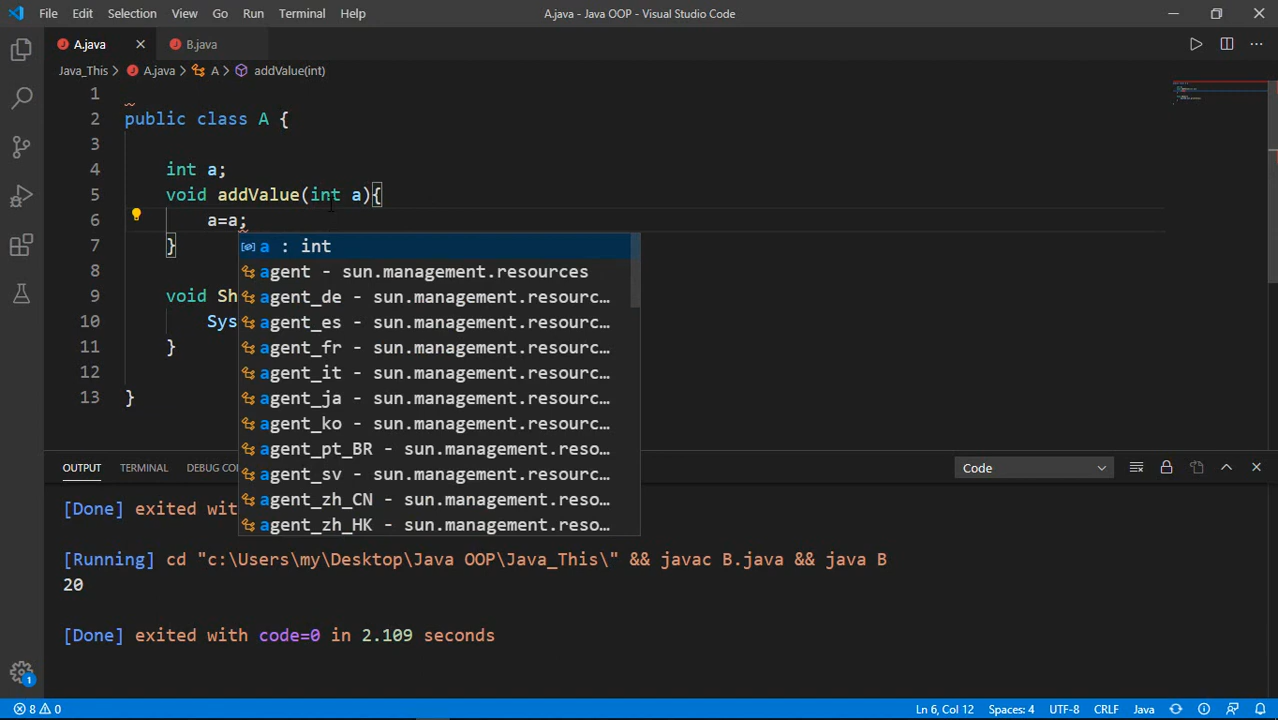 File Edit Selection View Go Run Terminal Help A.java - Java OOP - Visual Studio Code
A.java B.java
Java_This > A.java > A > addValue(int)
1
2 public class A {
3
4 int a;
5 void addValue(int a){
6 a=a;
7 }
8
9 void Sh
10 Sys
11 }
12
13 }
a : int
agent - sun.management.resources
agent_de - sun.management.resourc...
agent_es - sun.management.resourc...
agent_fr - sun.management.resourc...
agent_it - sun.management.resourc...
agent_ja - sun.management.resourc...
agent_ko - sun.management.resourc...
agent_pt_BR - sun.management.reso...
agent_sv - sun.management.resourc...
agent_zh_CN - sun.management.reso...
agent_zh_HK - sun.management.reso...
OUTPUT TERMINAL DEBUG CO Code
[Done] exited wit
[Running] cd "c:\Users\my\Desktop\Java OOP\Java_This\" && javac B.java && java B
20
[Done] exited with code=0 in 2.109 seconds
1
8 0 Ln 6, Col 12 Spaces: 4 UTF-8 CRLF Java